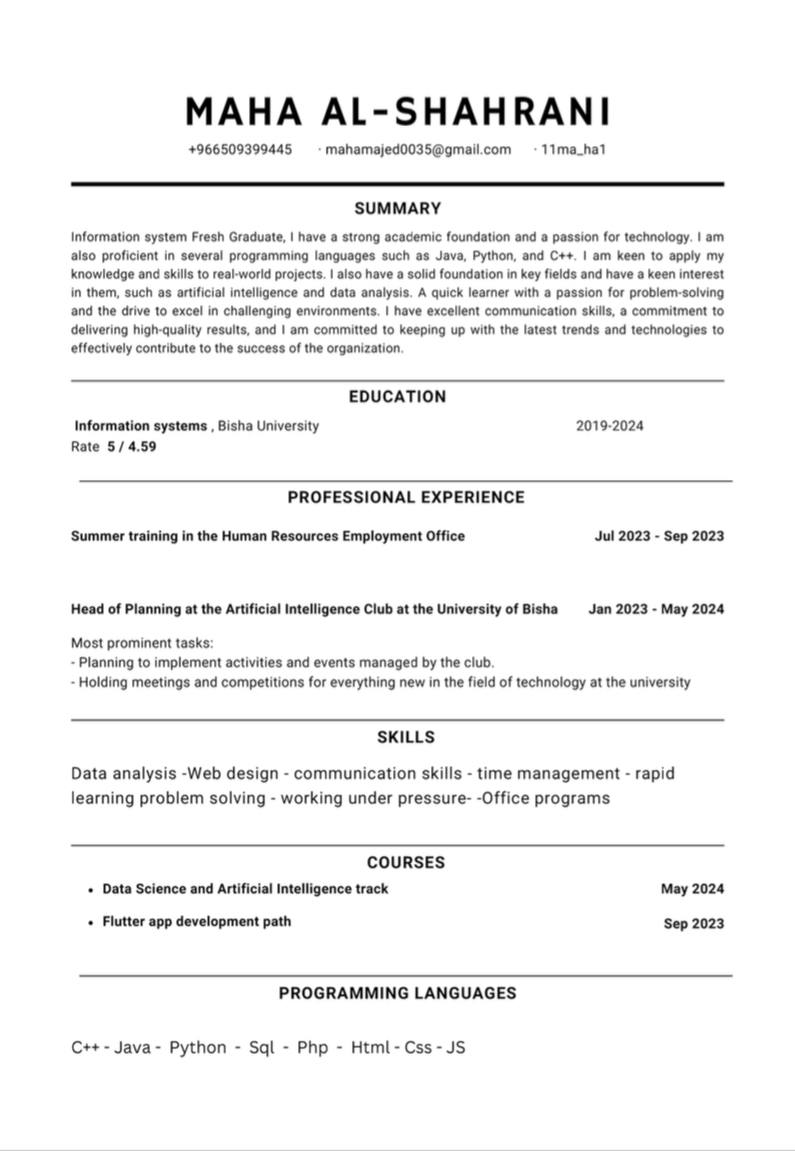 MAHA AL-SHAHRANI
+966509399445 · mahamajed0035@gmail.com · 11ma_ha1
SUMMARY
Information system Fresh Graduate, I have a strong academic foundation and a passion for technology. I am
also proficient in several programming languages such as Java, Python, and C++. I am keen to apply my
knowledge and skills to real-world projects. I also have a solid foundation in key fields and have a keen interest
in them, such as artificial intelligence and data analysis. A quick learner with a passion for problem-solving
and the drive to excel in challenging environments. I have excellent communication skills, a commitment to
delivering high-quality results, and I am committed to keeping up with the latest trends and technologies to
effectively contribute to the success of the organization.
EDUCATION
Information systems , Bisha University 2019-2024
Rate 5 / 4.59
PROFESSIONAL EXPERIENCE
Summer training in the Human Resources Employment Office Jul 2023 - Sep 2023
Head of Planning at the Artificial Intelligence Club at the University of Bisha Jan 2023 - May 2024
Most prominent tasks:
- Planning to implement activities and events managed by the club.
- Holding meetings and competitions for everything new in the field of technology at the university
SKILLS
Data analysis -Web design - communication skills - time management - rapid
learning problem solving - working under pressure- -Office programs
COURSES
• Data Science and Artificial Intelligence track May 2024
• Flutter app development path Sep 2023
PROGRAMMING LANGUAGES
C++ - Java - Python - Sql - Php - Html - Css - JS